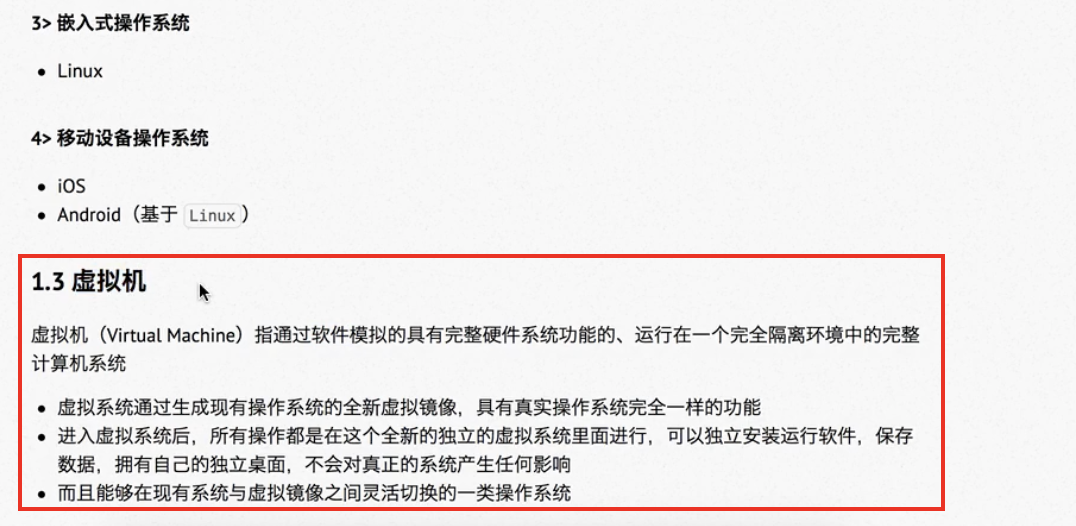 3> 嵌入式操作系统
• Linux
4> 移动设备操作系统
• iOS
• Android（基于 Linux）
1.3 虚拟机
虚拟机（Virtual Machine）指通过软件模拟的具有完整硬件系统功能的、运行在一个完全隔离环境中的完整
计算机系统
• 虚拟系统通过生成现有操作系统的全新虚拟镜像，具有真实操作系统完全一样的功能
• 进入虚拟系统后，所有操作都是在这个全新的独立的虚拟系统里面进行，可以独立安装运行软件，保存
数据，拥有自己的独立桌面，不会对真正的系统产生任何影响
• 而且能够在现有系统与虚拟镜像之间灵活切换的一类操作系统